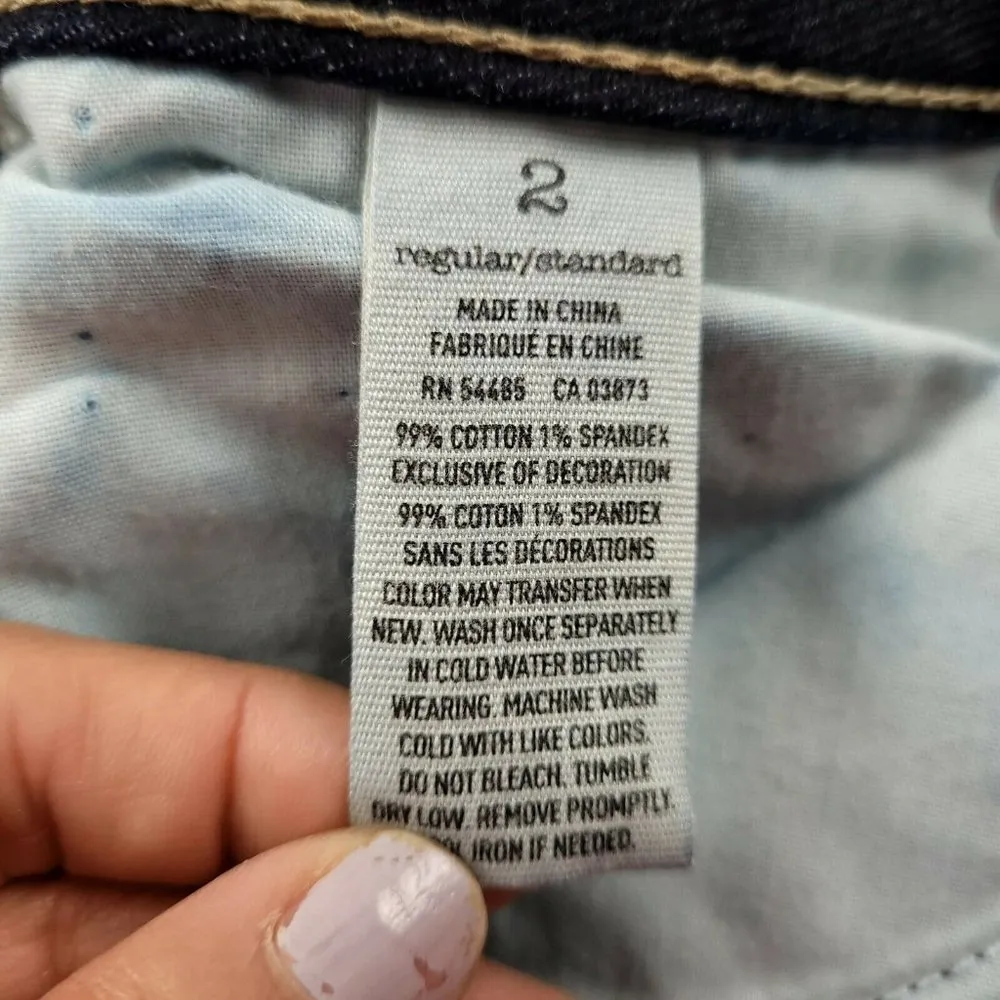 2
regular/standard
MADE IN CHINA
FABRIQUÉ EN CHINE
RN 54485 CA 03873
99% COTTON 1% SPANDEX
EXCLUSIVE OF DECORATION
99% COTON 1% SPANDEX
SANS LES DÉCORATIONS
COLOR MAY TRANSFER WHEN
NEW. WASH ONCE SEPARATELY
IN COLD WATER BEFORE
WEARING. MACHINE WASH
COLD WITH LIKE COLORS.
DO NOT BLEACH. TUMBLE
DRY LOW. REMOVE PROMPTLY.
IRON IF NEEDED.